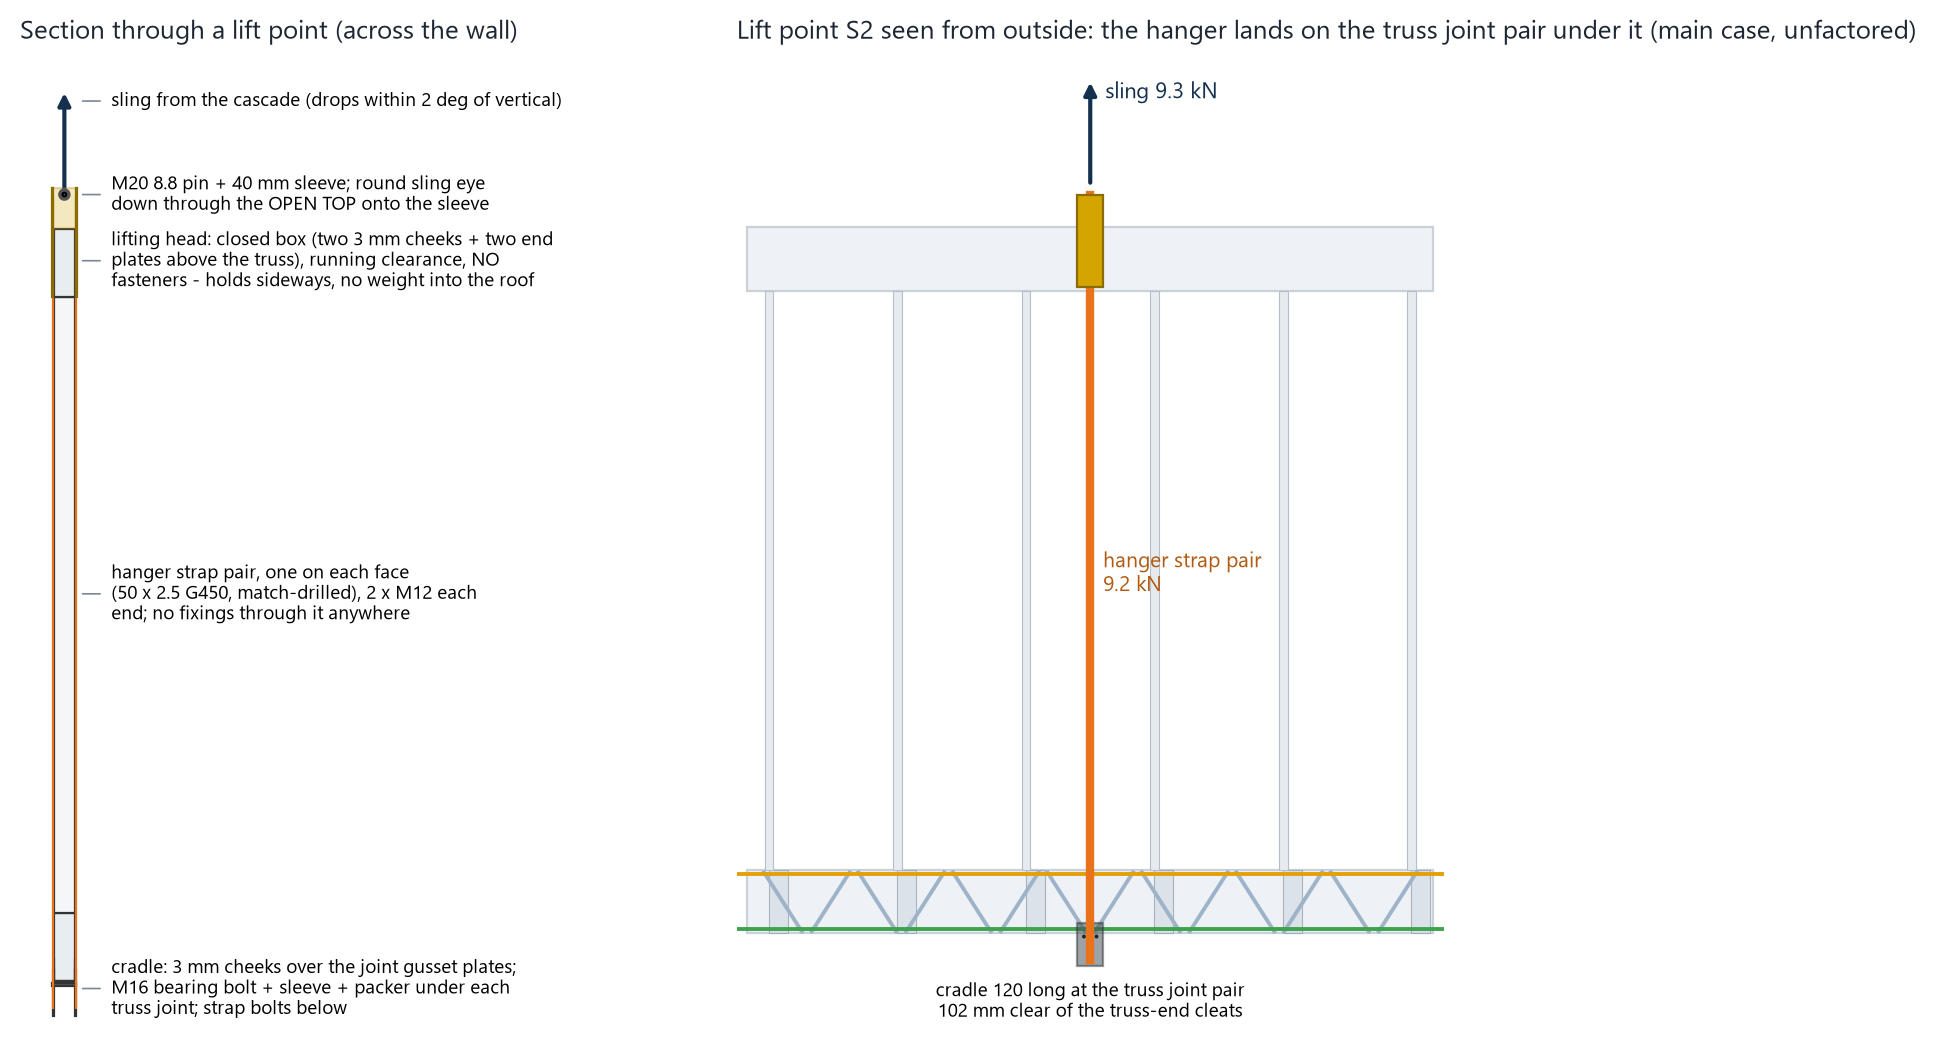 Section through a lift point (across the wall)
sling from the cascade (drops within 2 deg of vertical)
M20 8.8 pin + 40 mm sleeve; round sling eye
down through the OPEN TOP onto the sleeve
lifting head: closed box (two 3 mm cheeks + two end
plates above the truss), running clearance, NO
fasteners - holds sideways, no weight into the roof
hanger strap pair, one on each face
(50 x 2.5 G450, match-drilled), 2 x M12 each
end; no fixings through it anywhere
cradle: 3 mm cheeks over the joint gusset plates;
M16 bearing bolt + sleeve + packer under each
truss joint; strap bolts below
Lift point S2 seen from outside: the hanger lands on the truss joint pair under it (main case, unfactored)
sling 9.3 kN
hanger strap pair
9.2 kN
cradle 120 long at the truss joint pair
102 mm clear of the truss-end cleats